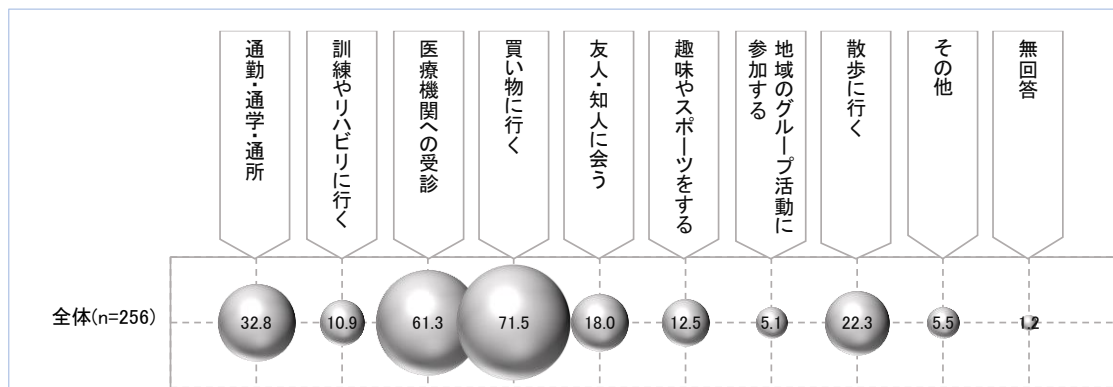 通勤・通学・通所
訓練やリハビリに行く
医療機関への受診
買い物に行く
友人・知人に会う
趣味やスポーツをする
地域のグループ活動に
参加する
散歩に行く
その他
無回答
全体(n=256)
32.8
10.9
61.3
71.5
18.0
12.5
5.1
22.3
5.5
1.2